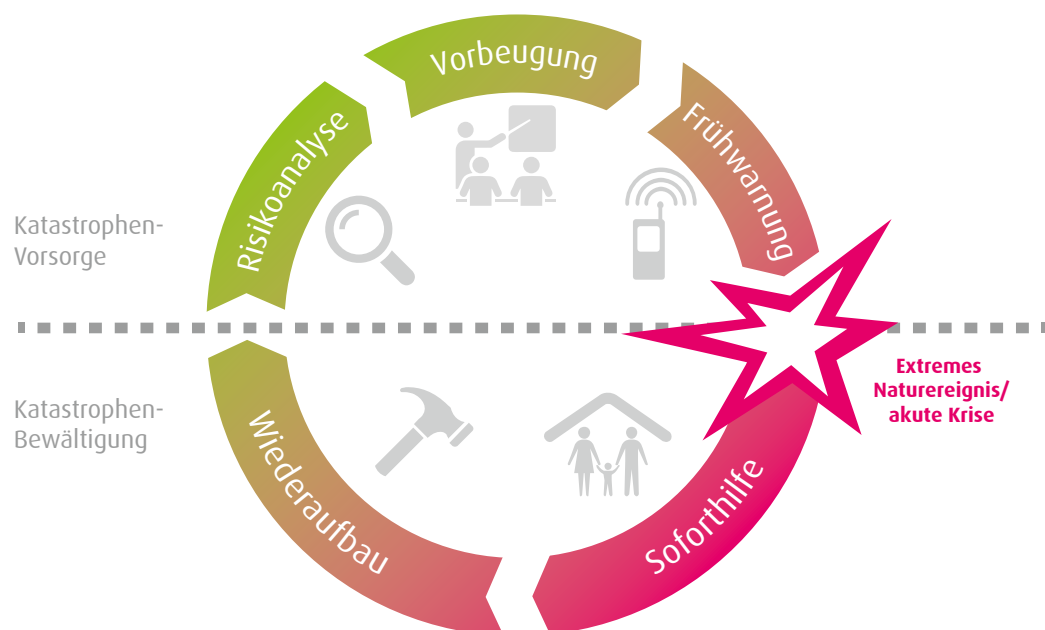 Vorbeugung
Risikoanalyse
Frühwarnung
Katastrophen-
Vorsorge
Extremes
Naturereignis/
akute Krise
Katastrophen-
Bewältigung
Wiederaufbau
Soforthilfe